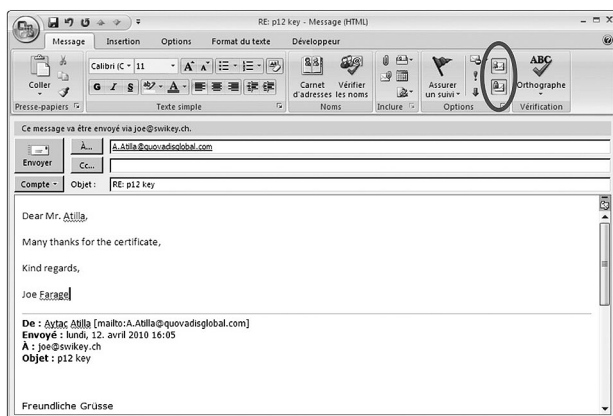 RE: p12 key - Message (HTML)
Message Insertion Options Format du texte Développeur
Calibri (C 11
Coller
G I S
Carnet d'adresses
Vérifier les noms
Assurer un suivi
ABC
Orthographe
Presse-papiers Texte simple Noms Inclure Options Vérification
Ce message va être envoyé via joe@swikey.ch.
Envoyer
À... A.Atilla@quovadisglobal.com
Cc...
Compte Objet : RE: p12 key
Dear Mr. Atilla,
Many thanks for the certificate,
Kind regards,
Joe Farage
De : Aytac Atilla [mailto:A.Atilla@quovadisglobal.com]
Envoyé : lundi, 12. avril 2010 16:05
À : joe@swikey.ch
Objet : p12 key
Freundliche Grüsse